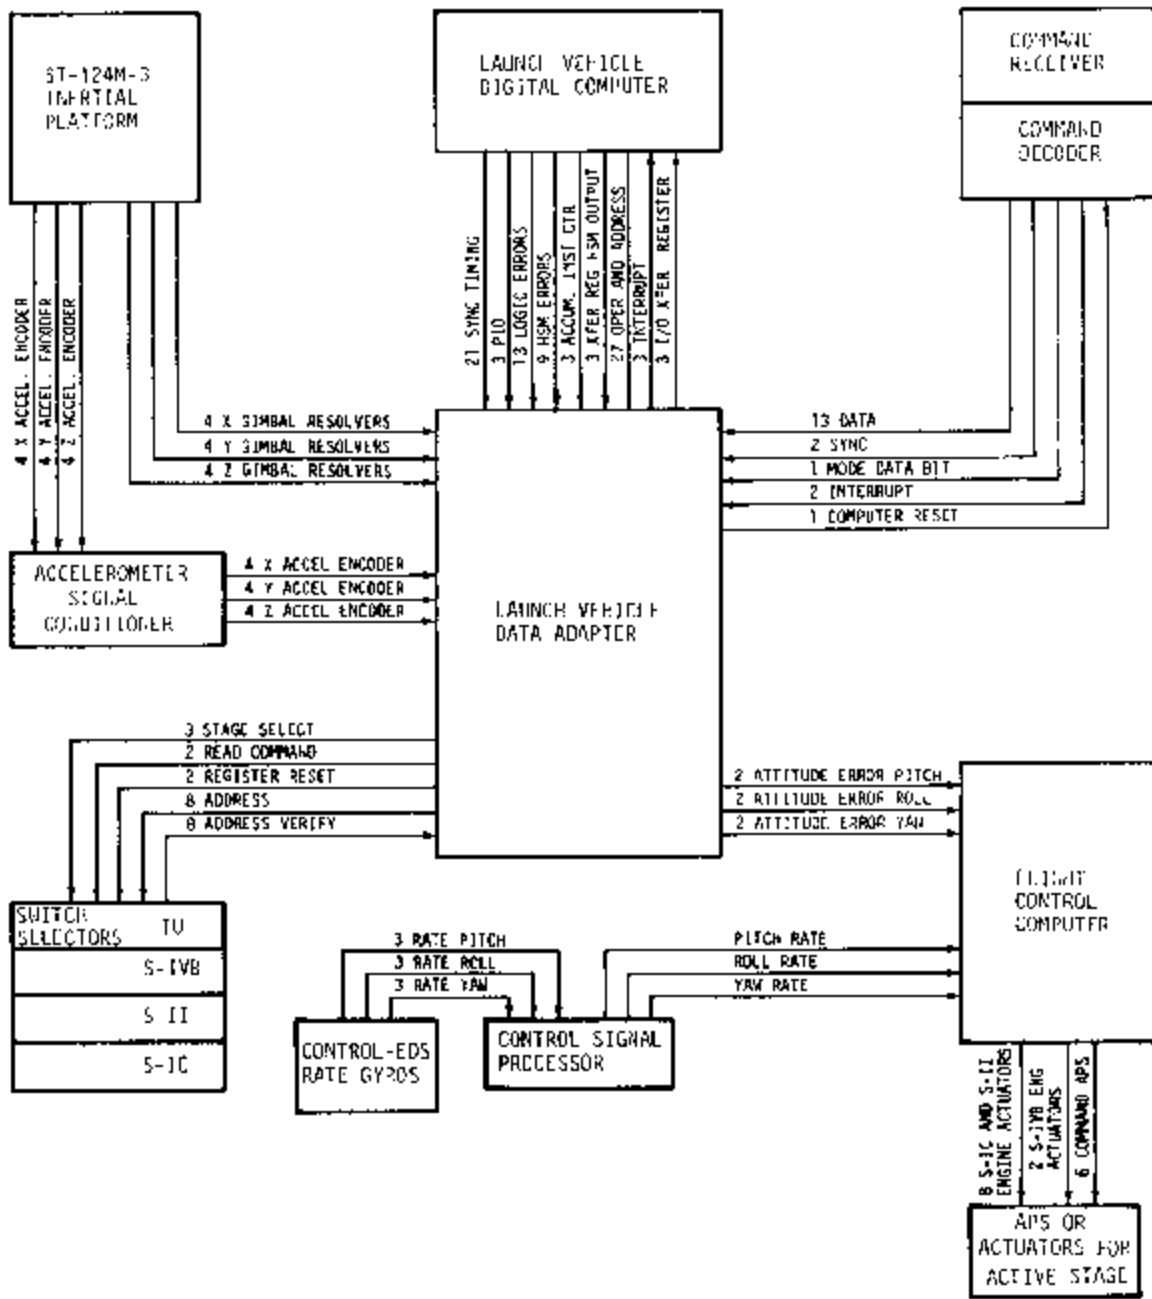 ST-124M-3
INERTIAL
PLATFORM
LAUNCH VEHICLE
DIGITAL COMPUTER
COMMAND
RECEIVER
COMMAND
DECODER
4 X ACCEL. ENCODER
4 Y ACCEL. ENCODER
4 Z ACCEL. ENCODER
21 SYNC TIMING
3 PIO
13 LOGIC ERRORS
9 HSM ERRORS
3 ACCUM. INST CTR
3 XFER REG HSM OUTPUT
27 OPER AND ADDRESS
3 INTERRUPT
3 I/O XFER REGISTER
4 X GIMBAL RESOLVERS
4 Y GIMBAL RESOLVERS
4 Z GIMBAL RESOLVERS
13 DATA
2 SYNC
1 MODE DATA BIT
2 INTERRUPT
1 COMPUTER RESET
ACCELEROMETER
SIGNAL
CONDITIONER
4 X ACCEL ENCODER
4 Y ACCEL ENCODER
4 Z ACCEL ENCODER
LAUNCH VEHICLE
DATA ADAPTER
3 STAGE SELECT
2 READ COMMAND
2 REGISTER RESET
8 ADDRESS
8 ADDRESS VERIFY
2 ATTITUDE ERROR PITCH
2 ATTITUDE ERROR ROLL
2 ATTITUDE ERROR YAW
SWITCH
SELECTORS
IU
S-IVB
S-II
S-IC
3 RATE PITCH
3 RATE ROLL
3 RATE YAW
CONTROL-EDS
RATE GYROS
CONTROL SIGNAL
PROCESSOR
PITCH RATE
ROLL RATE
YAW RATE
FLIGHT
CONTROL
COMPUTER
8 S-IC AND S-II
ENGINE ACTUATORS
2 S-IVB ENG
ACTUATORS
6 COMMAND APS
APS OR
ACTUATORS FOR
ACTIVE STAGE